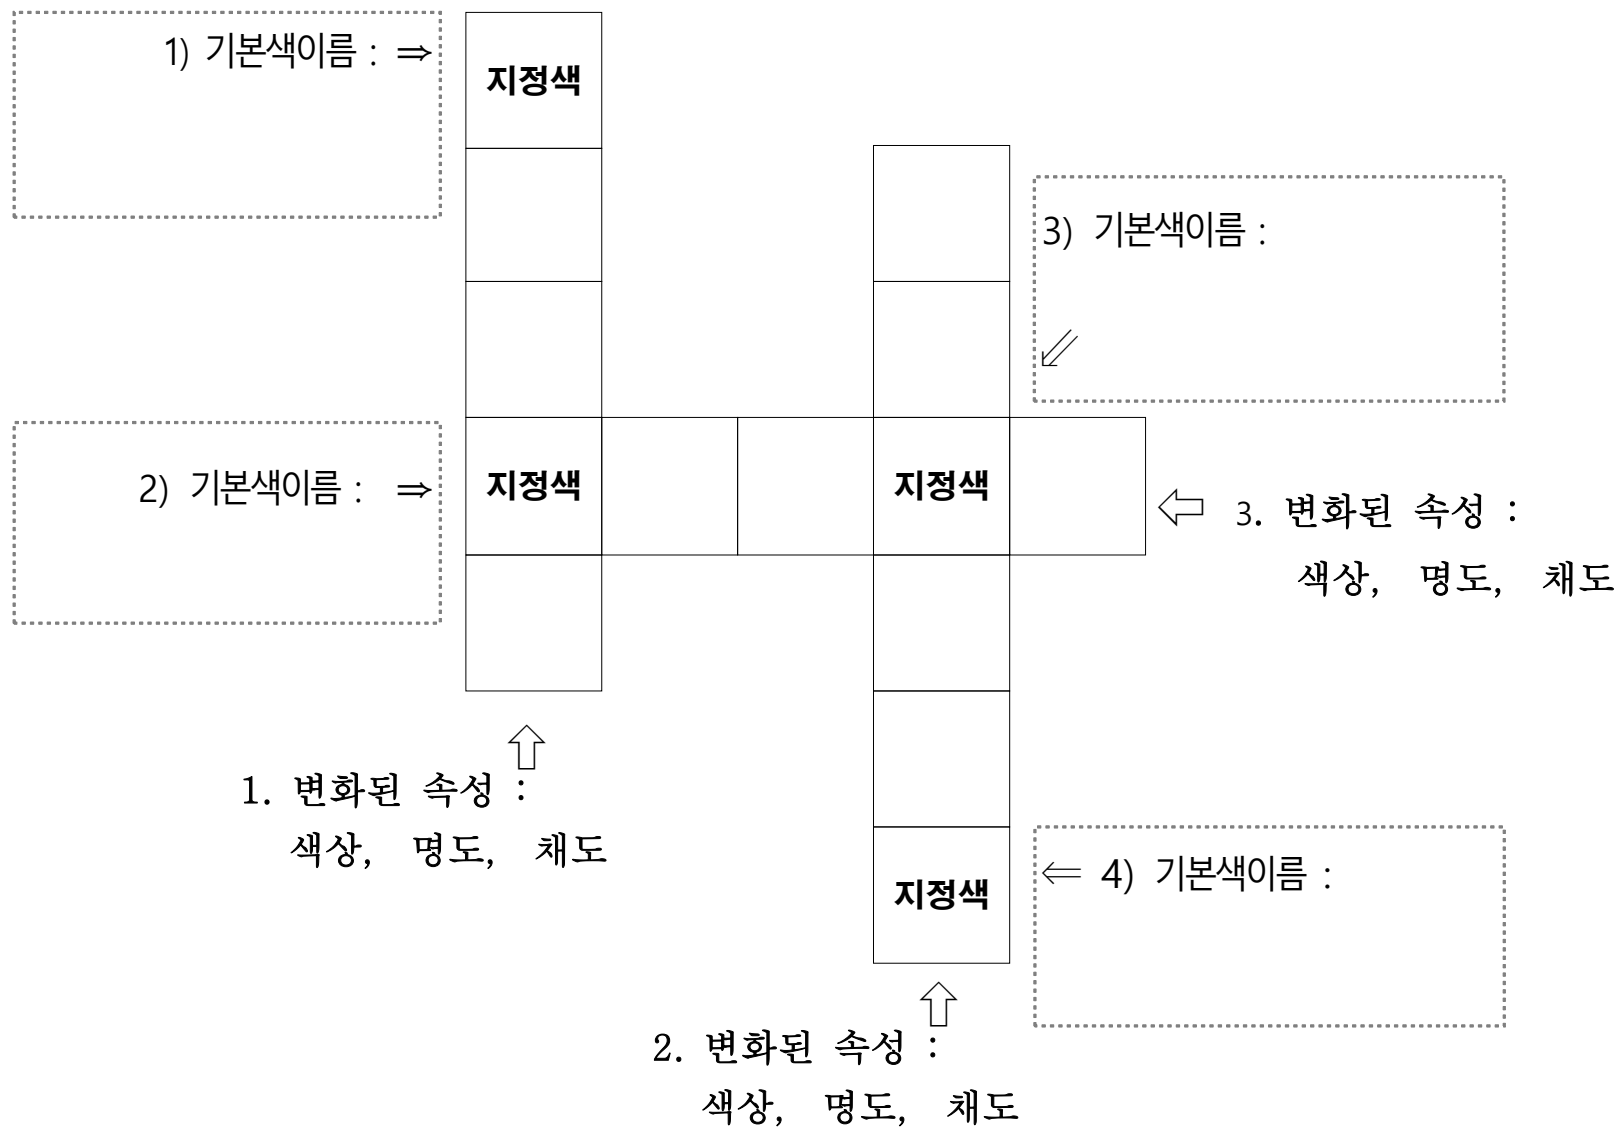 1) 기본색이름 : ⇒
지정색
3) 기본색이름 :
⇙
2) 기본색이름 : ⇒
지정색
지정색
⇦ 3. 변화된 속성 :
색상, 명도, 채도
⇧
1. 변화된 속성 :
색상, 명도, 채도
지정색
⇐ 4) 기본색이름 :
⇧
2. 변화된 속성 :
색상, 명도, 채도